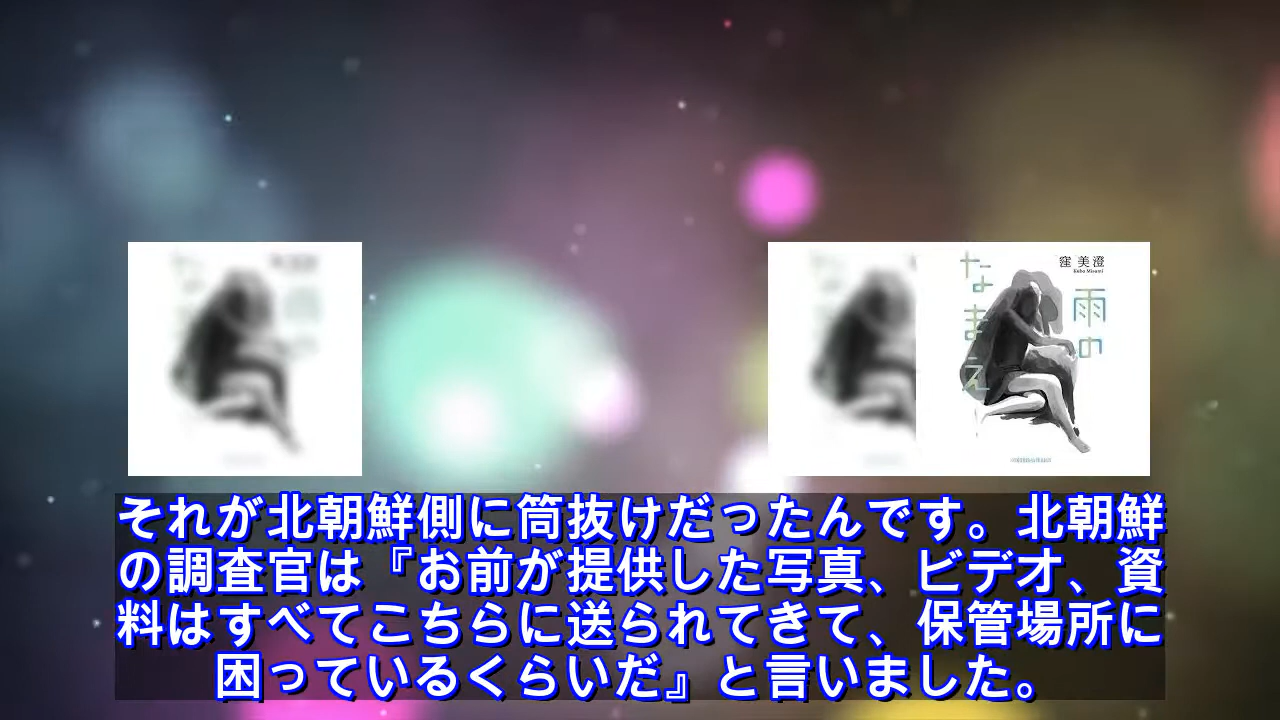 窪 美澄
Kubo Misumi
雨の
なまえ
それが北朝鮮側に筒抜けだったんです。北朝鮮
の調査官は『お前が提供した写真、ビデオ、資
料はすべてこちらに送られてきて、保管場所に
困っているくらいだ』と言いました。